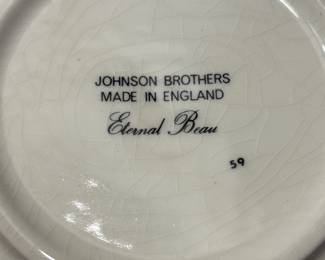 JOHNSON BROTHERS
MADE IN ENGLAND
Eternal Beau
59